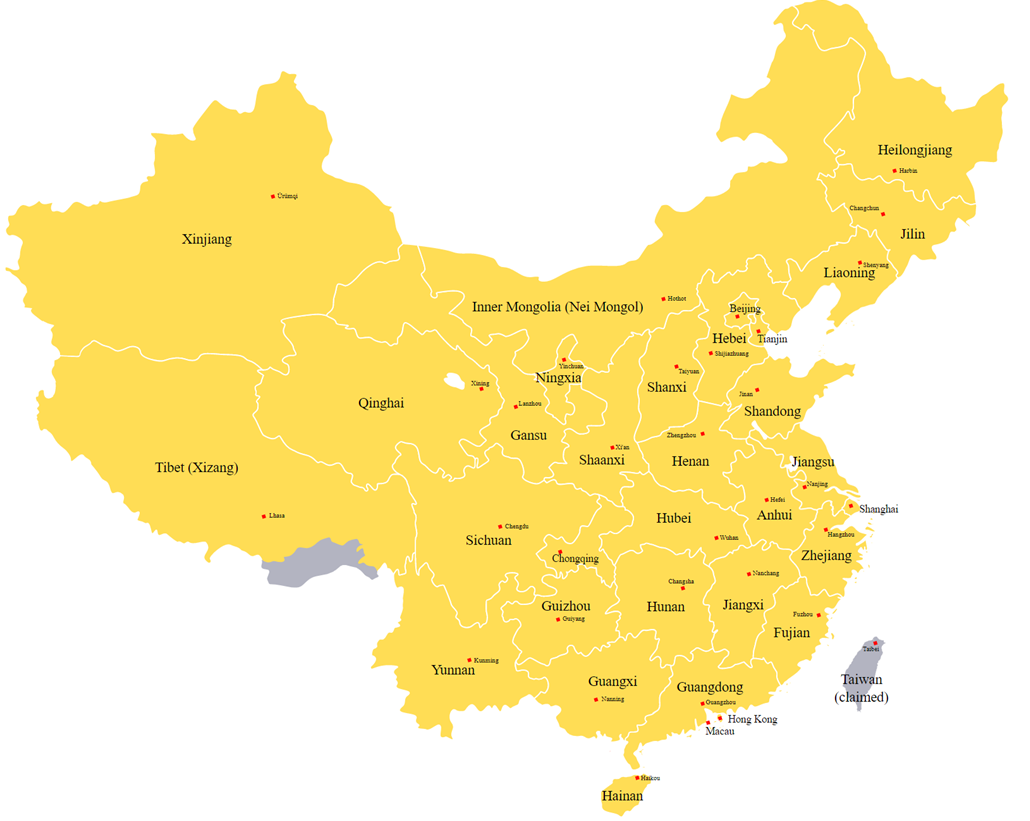 Heilongjiang
Harbin
Ürümqi
Changchun
Jilin
Xinjiang
Shenyang
Liaoning
Hothot
Inner Mongolia (Nei Mongol)
Beijing
Tianjin
Hebei
Shijiazhuang
Yinchuan
Taiyuan
Ningxia
Xining
Shanxi
Jinan
Qinghai
Lanzhou
Shandong
Gansu
Zhengzhou
Xi'an
Shaanxi
Henan
Jiangsu
Tibet (Xizang)
Nanjing
Hefei
Shanghai
Lhasa
Anhui
Hubei
Chengdu
Sichuan
Wuhan
Hangzhou
Zhejiang
Chongqing
Nanchang
Changsha
Guizhou
Hunan
Jiangxi
Fuzhou
Guiyang
Fujian
Taibei
Kunming
Yunnan
Taiwan
(claimed)
Guangxi
Guangdong
Nanning
Guangzhou
Hong Kong
Macau
Haikou
Hainan